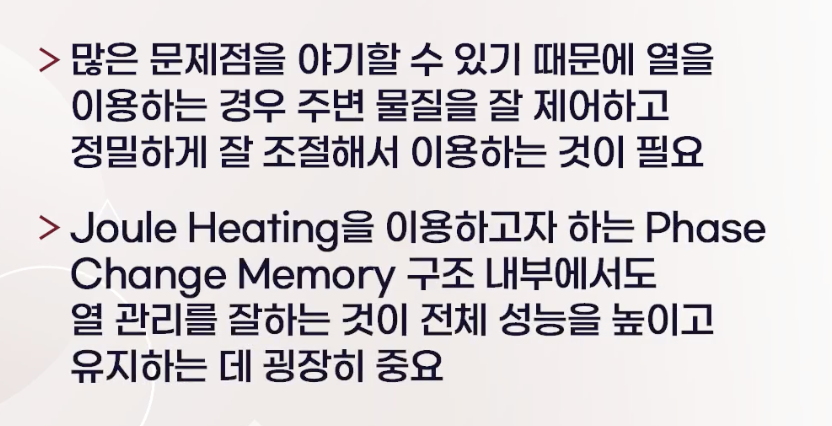 > 많은 문제점을 야기할 수 있기 때문에 열을
이용하는 경우 주변 물질을 잘 제어하고
정밀하게 잘 조절해서 이용하는 것이 필요
> Joule Heating을 이용하고자 하는 Phase
Change Memory 구조 내부에서도
열 관리를 잘하는 것이 전체 성능을 높이고
유지하는 데 굉장히 중요